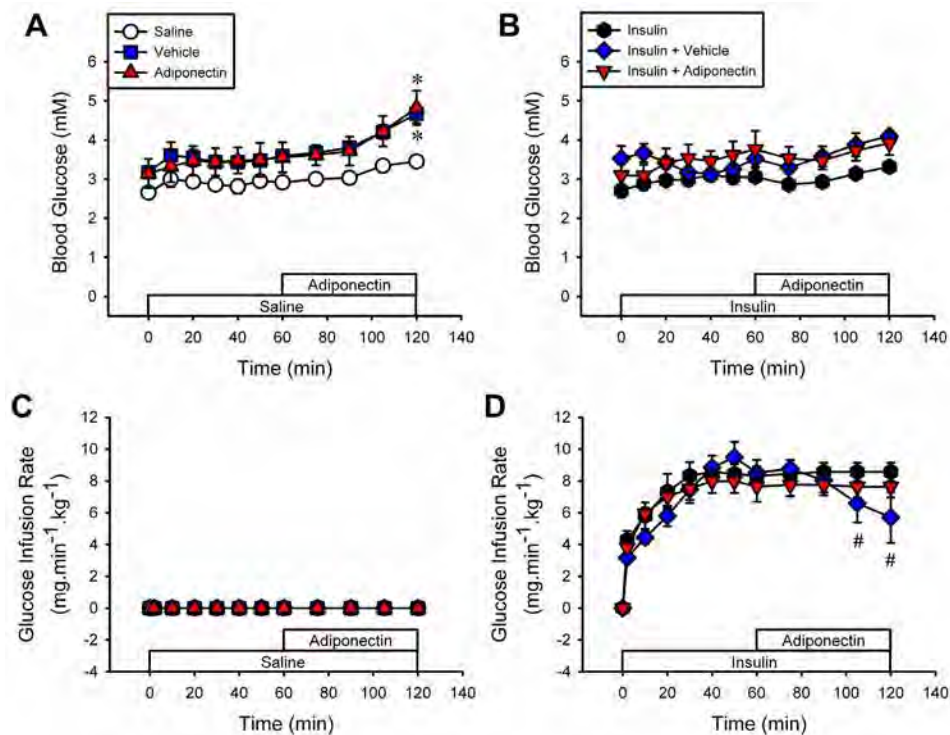 A
Saline
Vehicle
Adiponectin
Blood Glucose (mM)
6
5
4
3
2
1
0
*
*
Adiponectin
Saline
0 20 40 60 80 100 120 140
Time (min)
B
Insulin
Insulin + Vehicle
Insulin + Adiponectin
Blood Glucose (mM)
6
5
4
3
2
1
0
Adiponectin
Insulin
0 20 40 60 80 100 120 140
Time (min)
C
Glucose Infusion Rate
(mg.min⁻¹.kg⁻¹)
12
10
8
6
4
2
0
-2
-4
Adiponectin
Saline
0 20 40 60 80 100 120 140
Time (min)
D
Glucose Infusion Rate
(mg.min⁻¹.kg⁻¹)
12
10
8
6
4
2
0
-2
-4
#
#
Adiponectin
Insulin
0 20 40 60 80 100 120 140
Time (min)